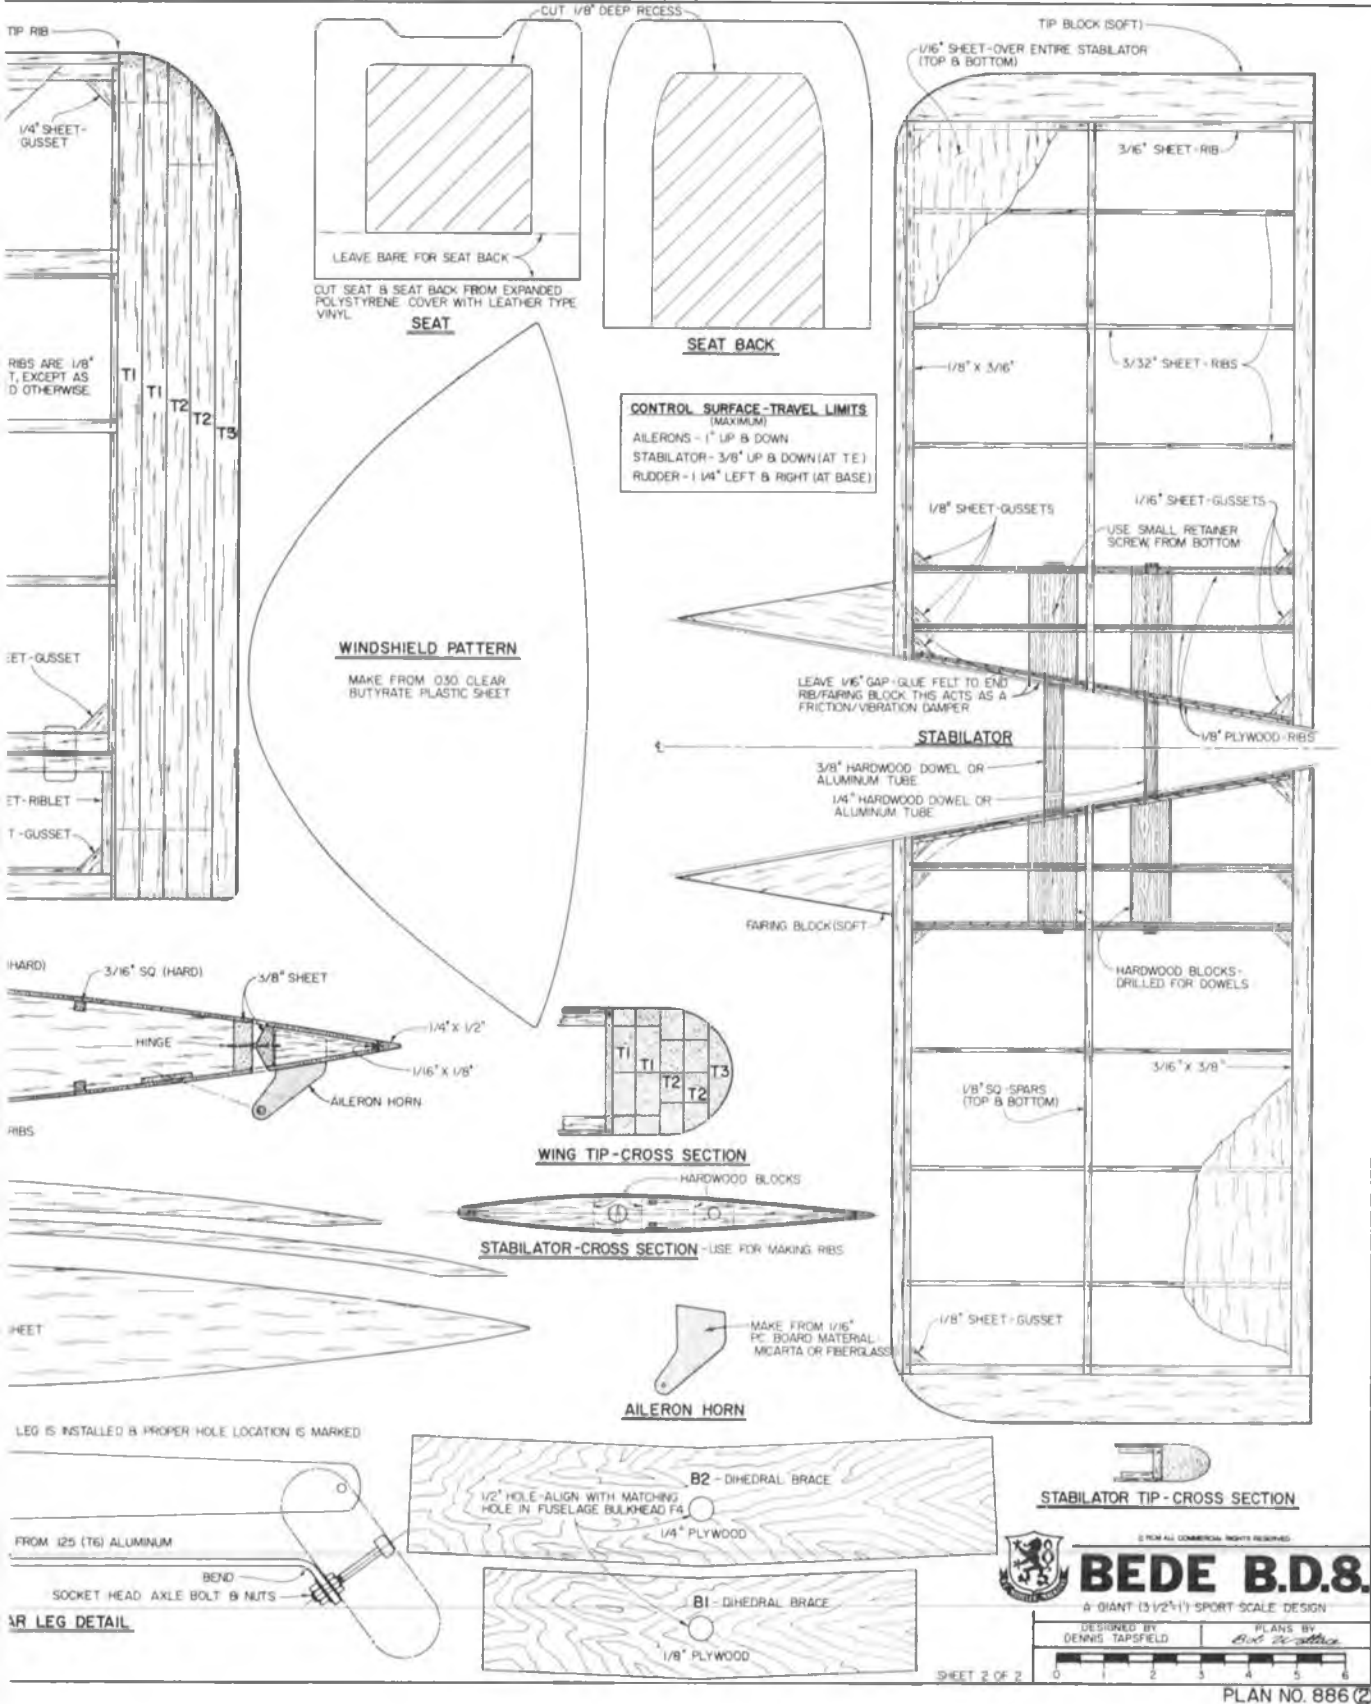 TIP RIB
1/4" SHEET-
GUSSET
CUT 1/8" DEEP RECESS
LEAVE BARE FOR SEAT BACK
CUT SEAT & SEAT BACK FROM EXPANDED
POLYSTYRENE COVER WITH LEATHER TYPE
VINYL
SEAT
SEAT BACK
TIP BLOCK (SOFT)
1/16" SHEET-OVER ENTIRE STABILATOR
(TOP & BOTTOM)
3/16" SHEET-RIB
1/8" X 3/16"
3/32" SHEET-RIBS
RIBS ARE 1/8"
T, EXCEPT AS
D OTHERWISE
T1
T1
T2
T2
T3
CONTROL SURFACE-TRAVEL LIMITS
(MAXIMUM)
AILERONS - 1" UP & DOWN
STABILATOR - 3/8" UP & DOWN (AT TE)
RUDDER - 1 1/4" LEFT & RIGHT (AT BASE)
1/8" SHEET-GUSSETS
1/16" SHEET-GUSSETS
USE SMALL RETAINER
SCREW, FROM BOTTOM
WINDSHIELD PATTERN
MAKE FROM .030 CLEAR
BUTYRATE PLASTIC SHEET
EET-GUSSET
ET-RIBLET
T-GUSSET
LEAVE 1/16" GAP-GLUE FELT TO END
RIB/FAIRING BLOCK THIS ACTS AS A
FRICTION/VIBRATION DAMPER
STABILATOR
1/8" PLYWOOD-RIBS
3/8" HARDWOOD DOWEL OR
ALUMINUM TUBE
1/4" HARDWOOD DOWEL OR
ALUMINUM TUBE
FAIRING BLOCK (SOFT
HARDWOOD BLOCKS-
DRILLED FOR DOWELS
3/16" X 3/8"
1/8" SQ-SPARS
(TOP & BOTTOM)
1/8" SHEET-GUSSET
(HARD)
3/16" SQ. (HARD)
3/8" SHEET
1/4" X 1/2"
HINGE
1/16" X 1/8"
AILERON HORN
RIBS
T1
T1
T2
T2
T3
WING TIP-CROSS SECTION
HARDWOOD BLOCKS
STABILATOR-CROSS SECTION - USE FOR MAKING RIBS
HEET
MAKE FROM 1/16"
PC BOARD MATERIAL
MICARTA OR FIBERGLASS
AILERON HORN
LEG IS INSTALLED & PROPER HOLE LOCATION IS MARKED
FROM .125 (T6) ALUMINUM
BEND
SOCKET HEAD AXLE BOLT & NUTS
AR LEG DETAIL
B2 - DIHEDRAL BRACE
1/2" HOLE-ALIGN WITH MATCHING
HOLE IN FUSELAGE BULKHEAD F4
1/4" PLYWOOD
B1 - DIHEDRAL BRACE
1/8" PLYWOOD
STABILATOR TIP-CROSS SECTION
ALL COMMERCIAL RIGHTS RESERVED
BEDE B.D.8.
A GIANT (3 1/2"=1') SPORT SCALE DESIGN
DESIGNED BY
DENNIS TAPSFIELD
PLANS BY
0 1 2 3 4 5 6
SHEET 2 OF 2
PLAN NO. 886